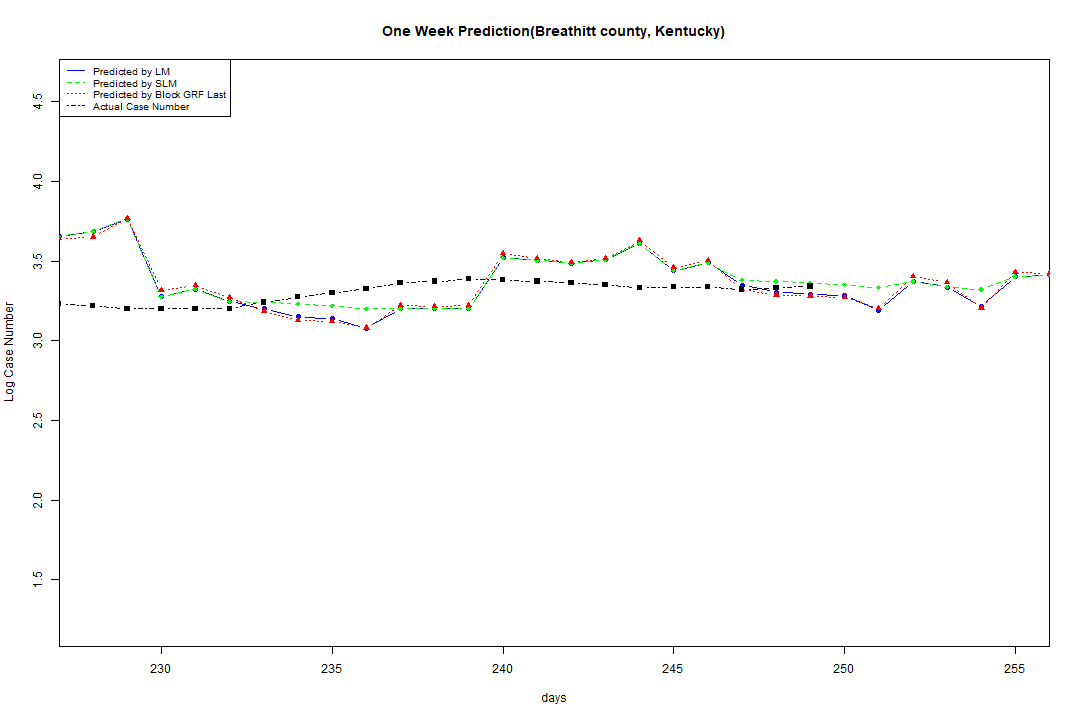 One Week Prediction(Breathitt county, Kentucky)
Predicted by LM
Predicted by SLM
Predicted by Block GRF Last
Actual Case Number
4.5
4.0
3.5
3.0
2.5
2.0
1.5
Log Case Number
230 235 240 245 250 255
days